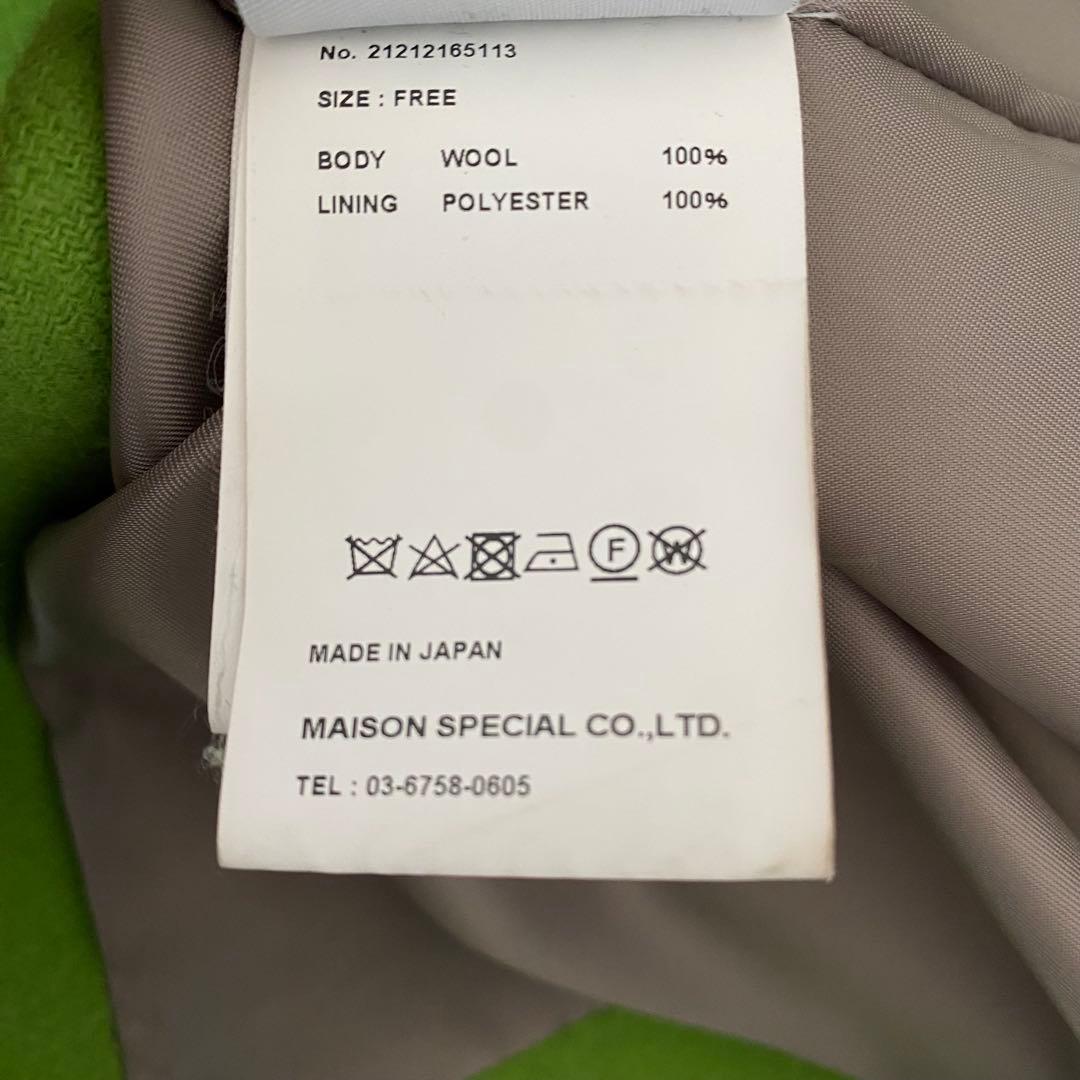 No. 21212165113
SIZE : FREE
BODY WOOL 100%
LINING POLYESTER 100%
F W
MADE IN JAPAN
MAISON SPECIAL CO.,LTD.
TEL : 03-6758-0605